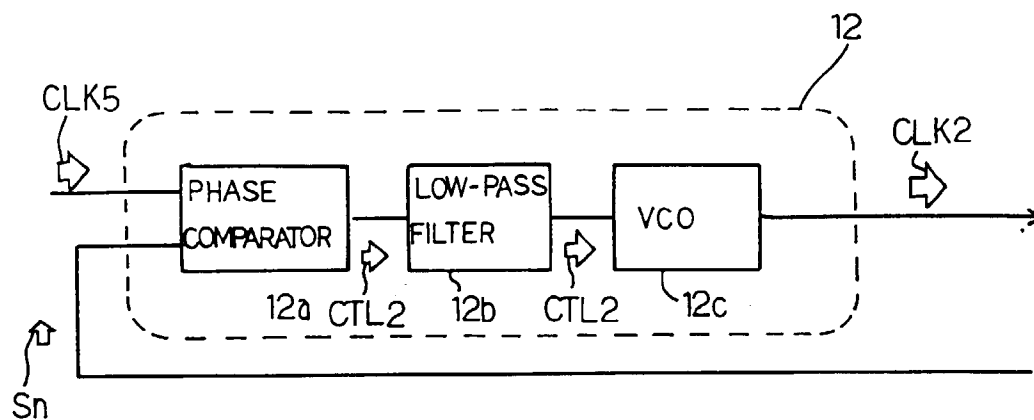 12
CLK5
CLK2
PHASE
COMPARATOR
LOW-PASS
FILTER
VCO
12a
CTL2
12b
CTL2
12c
Sn